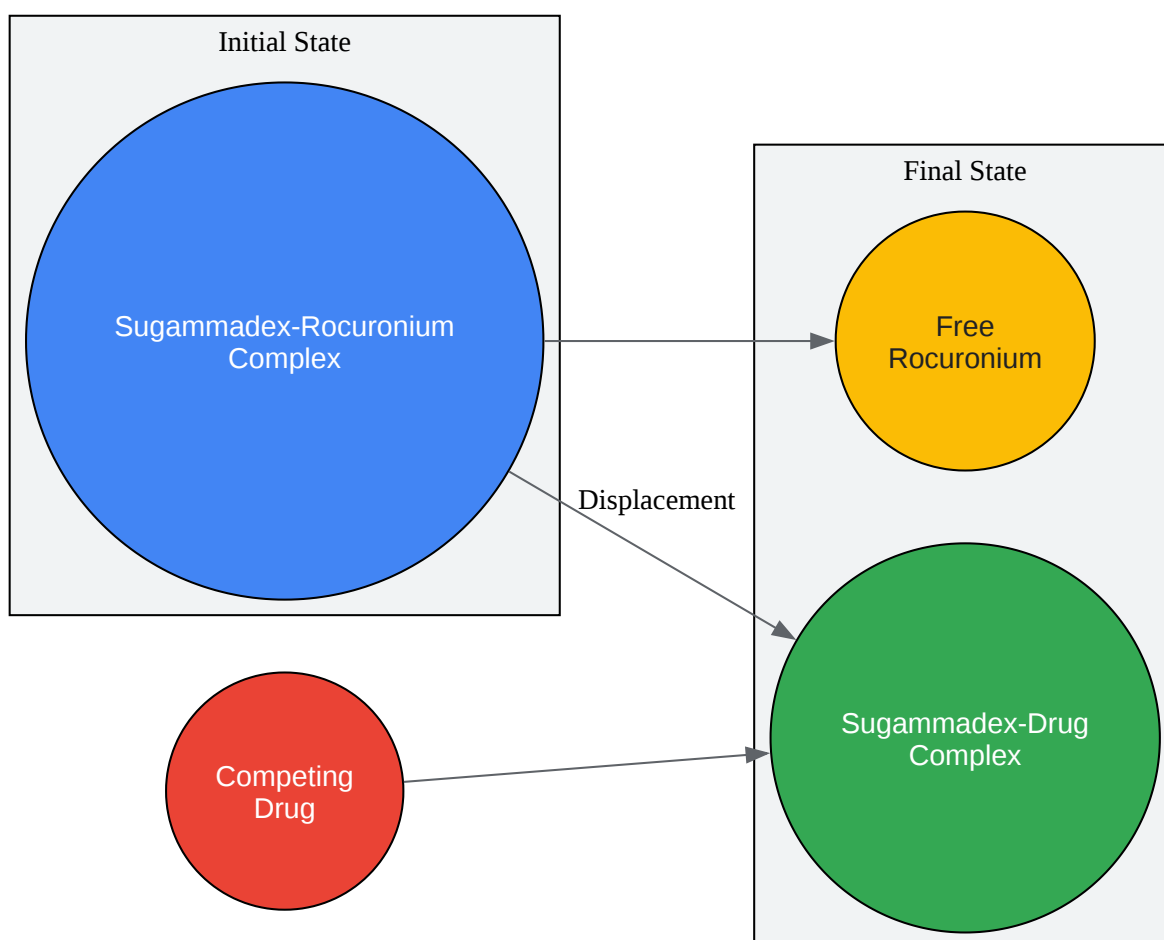 Initial State
Sugammadex-Rocuronium
Complex
Final State
Free
Rocuronium
Displacement
Sugammadex-Drug
Complex
Competing
Drug